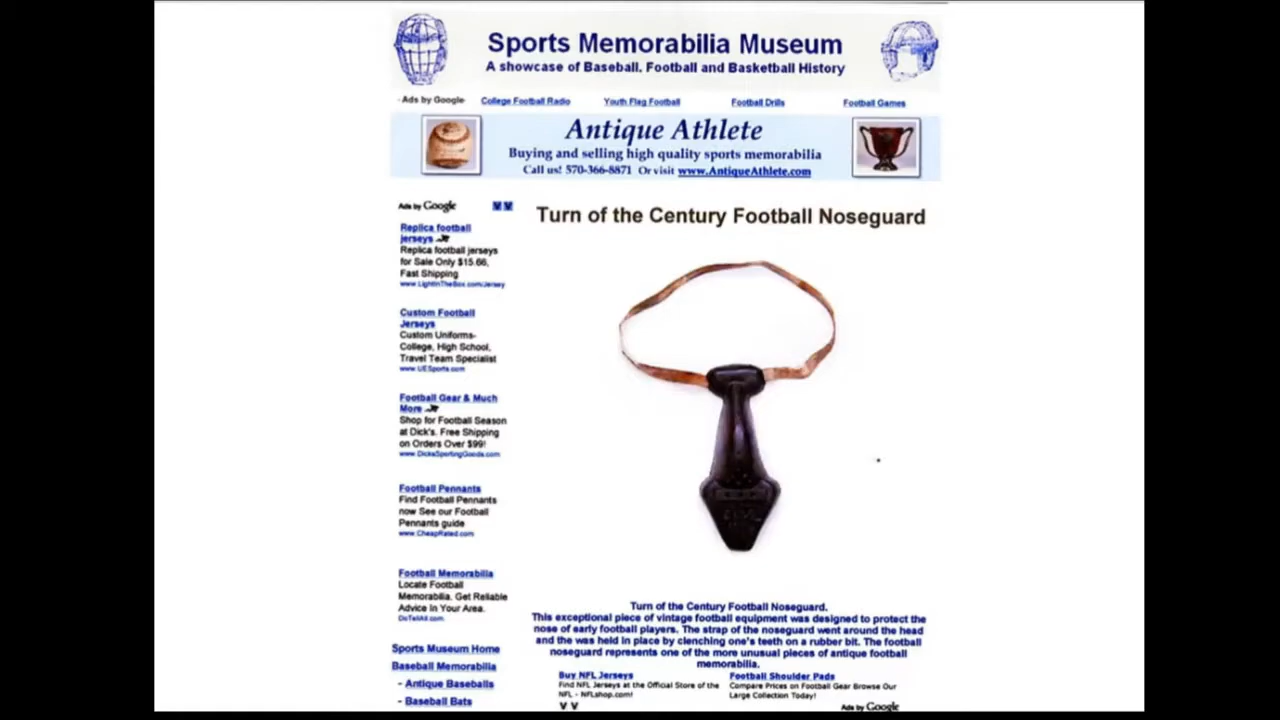 Sports Memorabilia Museum
A showcase of Baseball, Football and Basketball History
Ads by Google
College Football Radio
Youth Flag Football
Football Drills
Football Games
Antique Athlete
Buying and selling high quality sports memorabilia
Call us! 570-366-8871 Or visit www.AntiqueAthlete.com
Ads by Google
Replica football
jerseys
Replica football jerseys
for Sale Only $15.66,
Fast Shipping
www.LightInTheBox.com/Jersey
Custom Football
Jerseys
Custom Uniforms-
College, High School,
Travel Team Specialist
www.UESports.com
Football Gear & Much
More
Shop for Football Season
at Dick's. Free Shipping
on Orders Over $99!
www.DicksSportingGoods.com
Football Pennants
Find Football Pennants
now See our Football
Pennants guide
www.CheapRated.com
Football Memorabilia
Locate Football
Memorabilia. Get Reliable
Advice In Your Area.
DoTellAll.com
Sports Museum Home
Baseball Memorabilia
- Antique Baseballs
- Baseball Bats
Turn of the Century Football Noseguard
Turn of the Century Football Noseguard.
This exceptional piece of vintage football equipment was designed to protect the
nose of early football players. The strap of the noseguard went around the head
and the was held in place by clenching one's teeth on a rubber bit. The football
noseguard represents one of the more unusual pieces of antique football
memorabilia.
Buy NFL Jerseys
Find NFL Jerseys at the Official Store of the
NFL - NFLshop.com!
Football Shoulder Pads
Compare Prices on Football Gear Browse Our
Large Collection Today!
Ads by Google